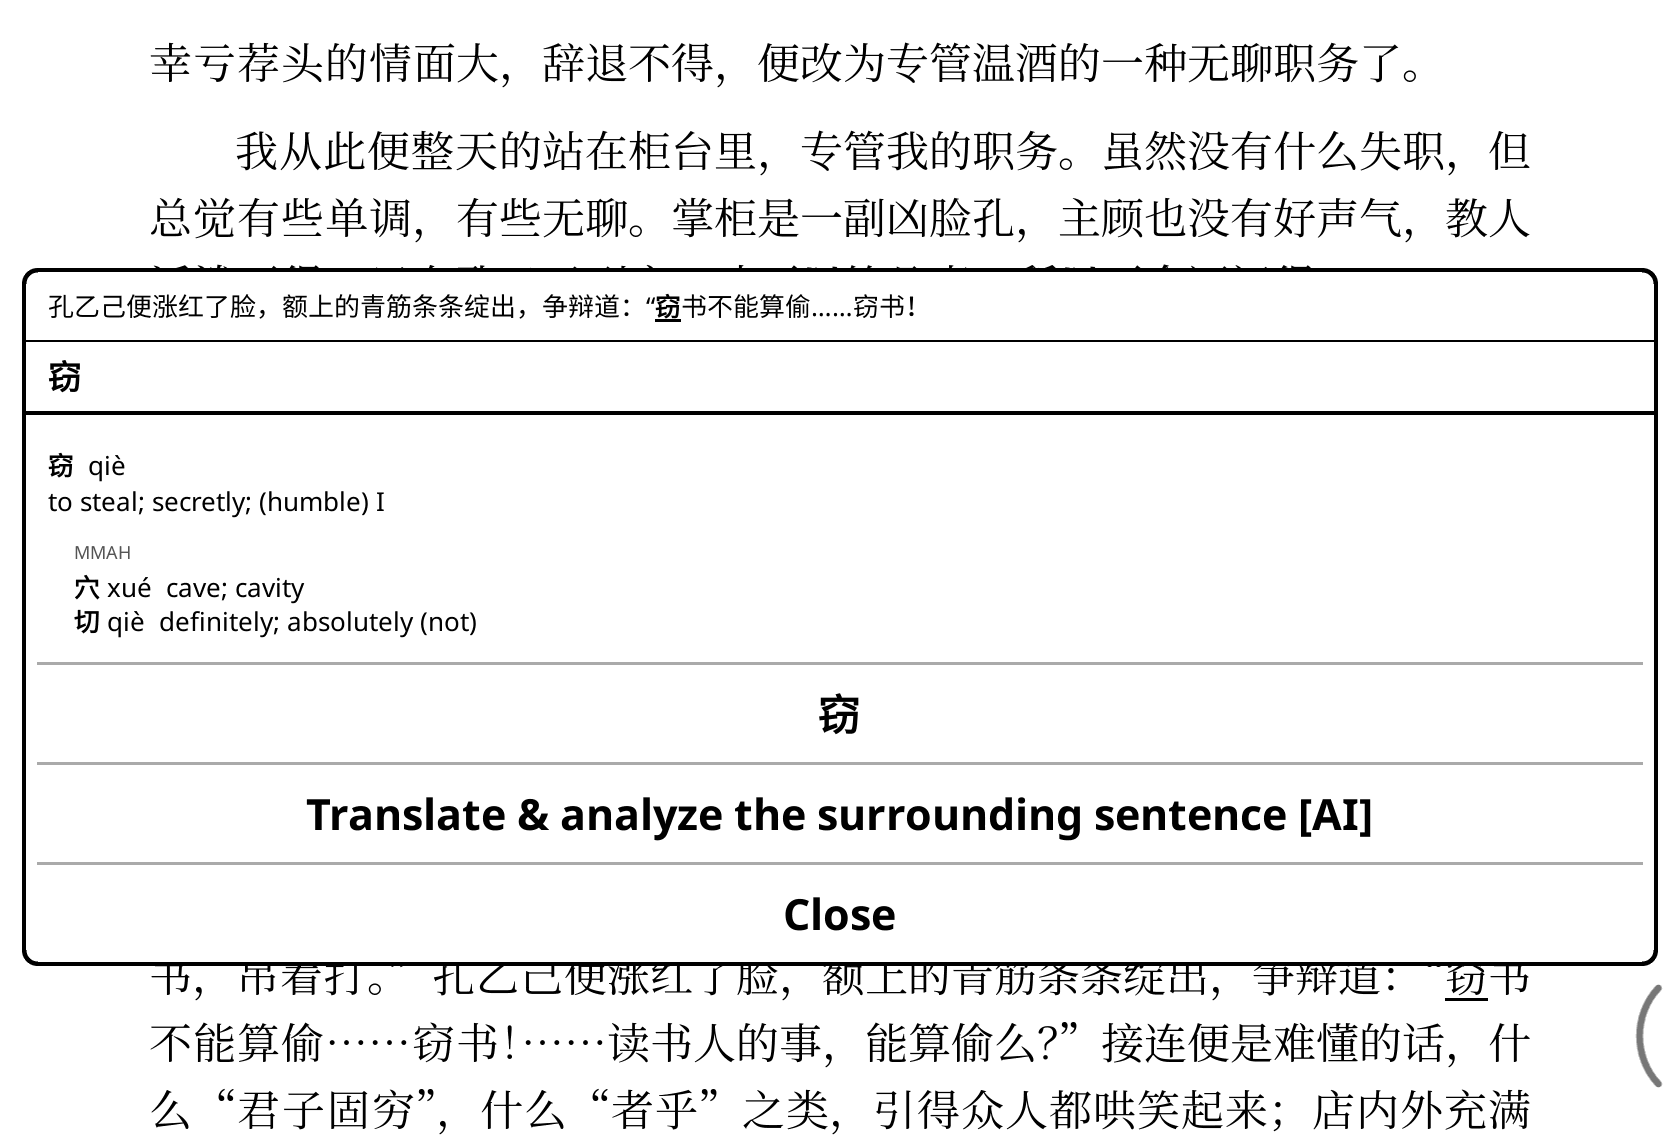 幸亏荐头的情面大，辞退不得，便改为专管温酒的一种无聊职务了。
我从此便整天的站在柜台里，专管我的职务。虽然没有什么失职，但
总觉有些单调，有些无聊。掌柜是一副凶脸孔，主顾也没有好声气，教人
孔乙己便涨红了脸，额上的青筋条条绽出，争辩道：“窃书不能算偷……窃书！
窃
窃 qiè
to steal; secretly; (humble) I
MMAH
穴 xué cave; cavity
切 qiè definitely; absolutely (not)
窃
Translate & analyze the surrounding sentence [AI]
Close
书，吊着打。” 孔乙己便涨红了脸，额上的青筋条条绽出，争辩道：“窃书
不能算偷……窃书！……读书人的事，能算偷么？” 接连便是难懂的话，什
么 “君子固穷”，什么 “者乎” 之类，引得众人都哄笑起来；店内外充满